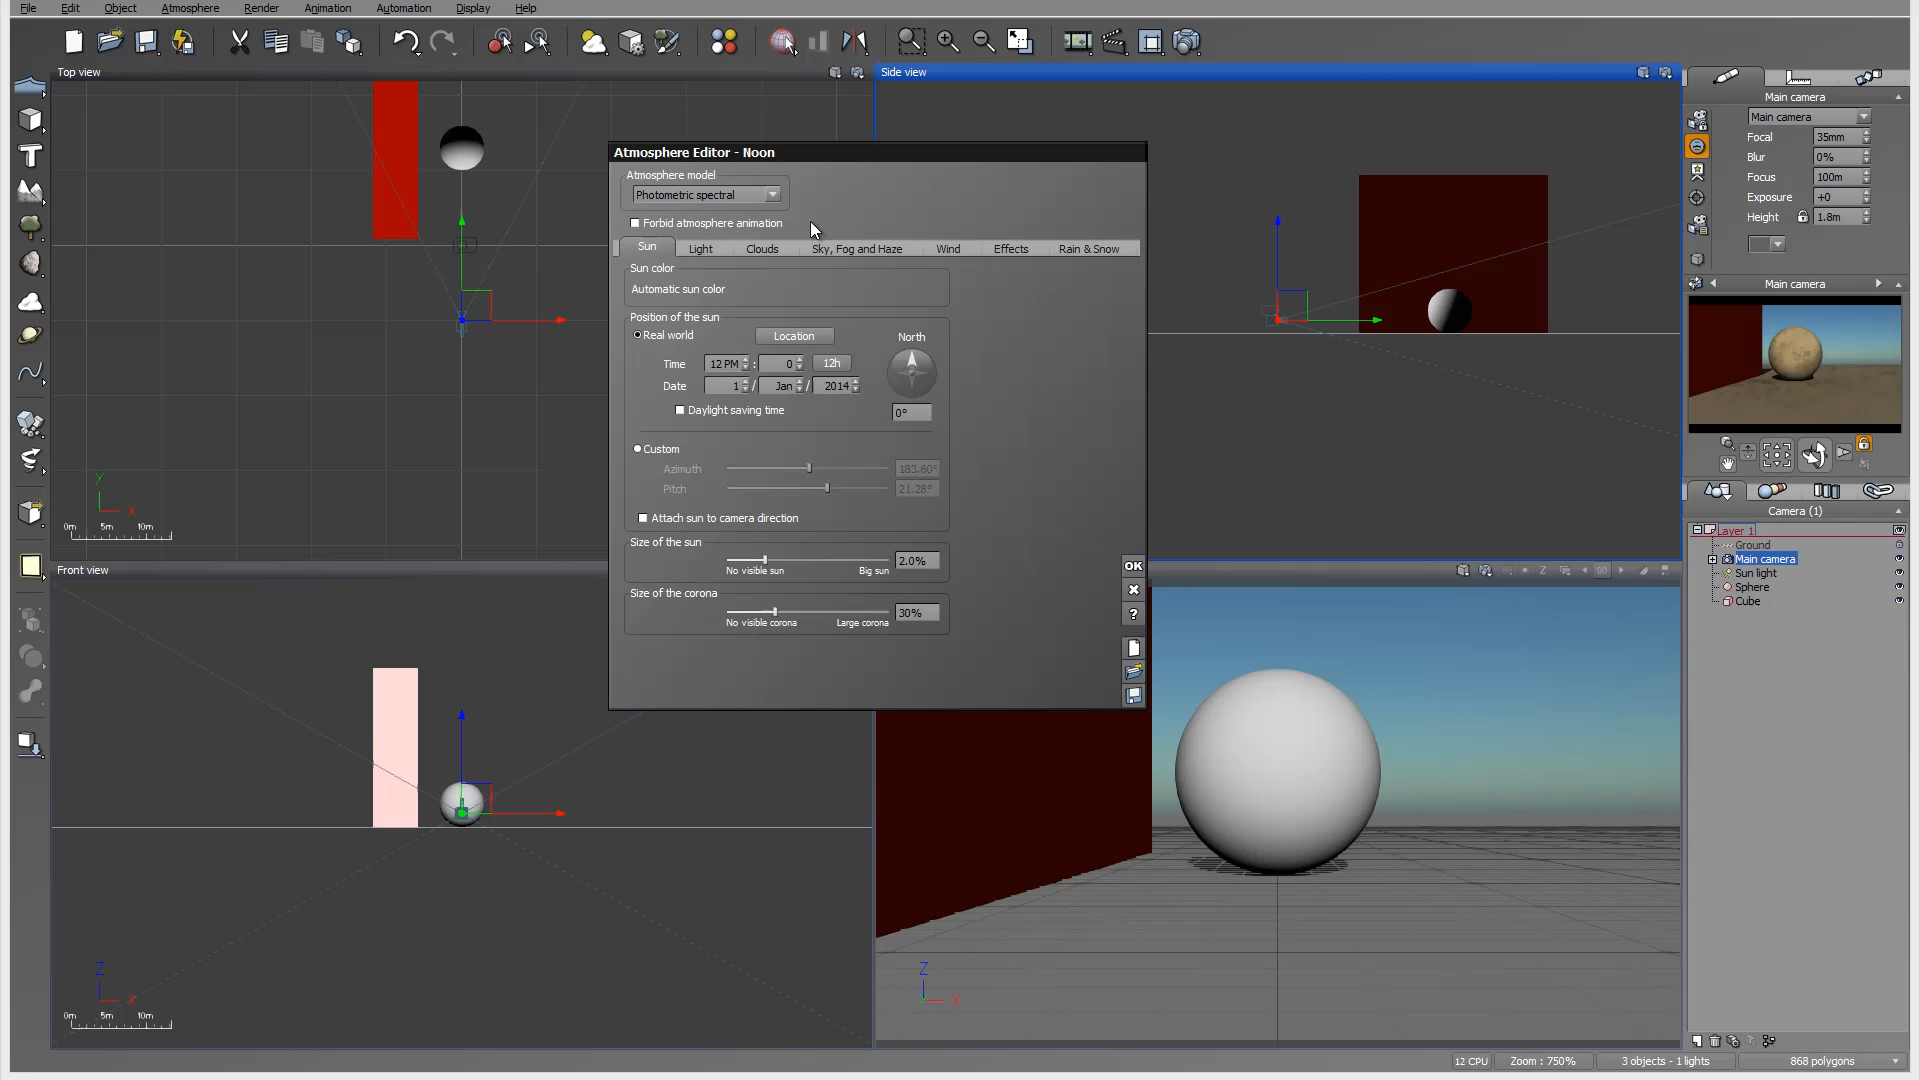 File Edit Object Atmosphere Render Animation Automation Display Help
Top view
Side view
Main camera
Main camera
Focal 35mm
Blur 0%
Focus 100m
Exposure +0
Height 1.8m
Main camera
Atmosphere Editor - Noon
Atmosphere model
Photometric spectral
Forbid atmosphere animation
Sun Light Clouds Sky, Fog and Haze Wind Effects Rain & Snow
Sun color
Automatic sun color
Position of the sun
Real world Location North
Time 12 PM : 0 12h
Date 1 / Jan / 2014
Daylight saving time 0°
Custom
Azimuth 183.60°
Pitch 21.28°
Attach sun to camera direction
Size of the sun
2.0%
No visible sun Big sun
Size of the corona
30%
No visible corona Large corona
OK
?
Y
X
0m 5m 10m
Front view
Z
X
0m 5m 10m
Z
Z
X
Camera (1)
Layer 1
Ground
Main camera
Sun light
Sphere
Cube
12 CPU Zoom : 750% 3 objects - 1 lights 868 polygons